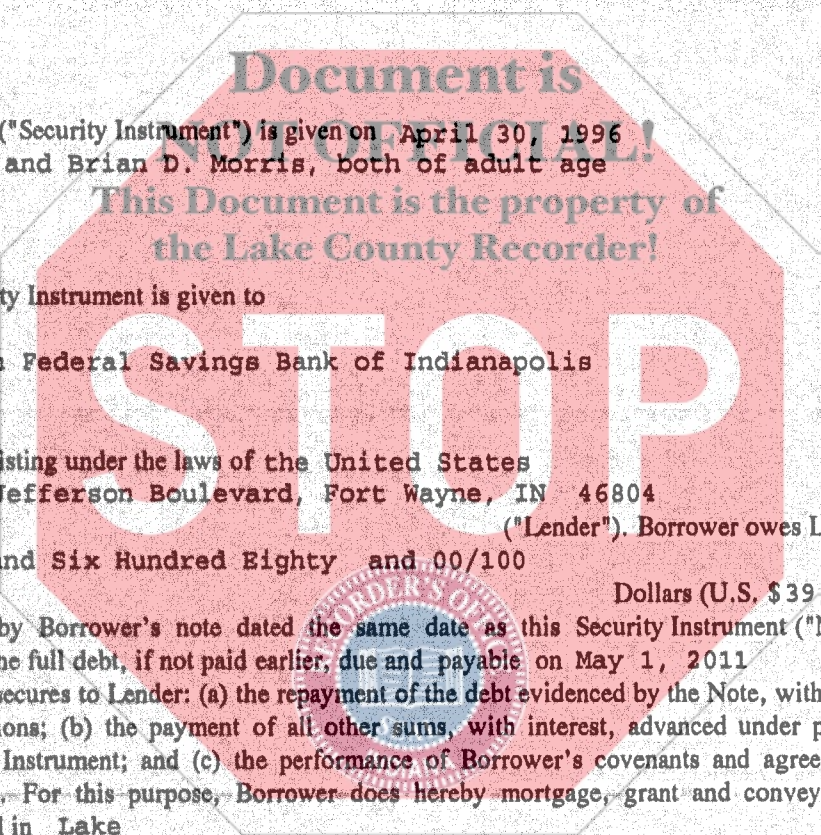 Document is
("Security Instrument") is given on April 30, 1996
NOT OFFICIAL!
and Brian D. Morris, both of adult age
This Document is the property of
the Lake County Recorder!
ty Instrument is given to
STOP
Federal Savings Bank of Indianapolis
isting under the laws of the United States
Jefferson Boulevard, Fort Wayne, IN 46804
("Lender"). Borrower owes L
nd Six Hundred Eighty and 00/100
Dollars (U.S. $ 39
by Borrower's note dated the same date as this Security Instrument ("N
he full debt, if not paid earlier, due and payable on May 1, 2011
ecures to Lender: (a) the repayment of the debt evidenced by the Note, with
ons; (b) the payment of all other sums, with interest, advanced under p
Instrument; and (c) the performance of Borrower's covenants and agree
. For this purpose, Borrower does hereby mortgage, grant and convey
d in Lake
RECORDER'S OFFICE
SEAL
INDIANA